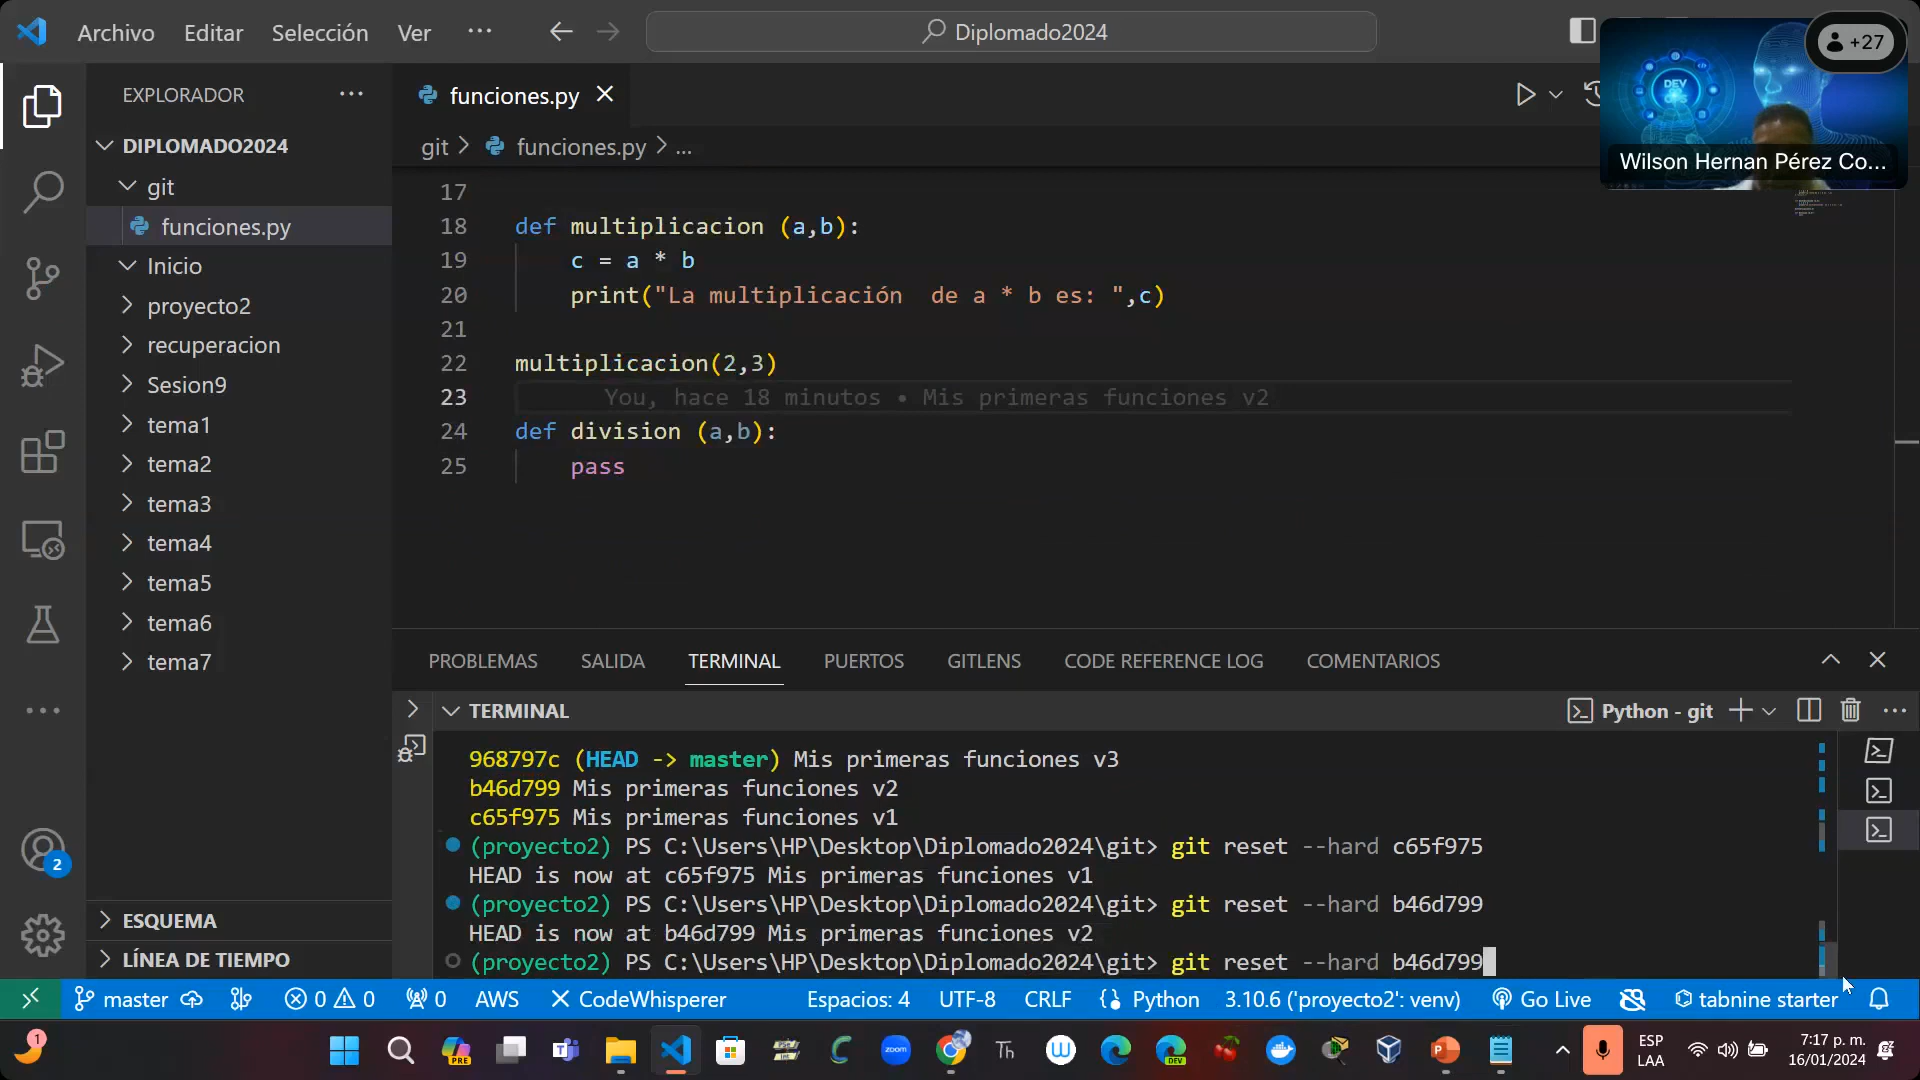 Archivo Editar Selección Ver ··· Diplomado2024
+27
DEV OPS
Wilson Hernan Pérez Co...
EXPLORADOR ···
funciones.py
git > funciones.py > ...
DIPLOMADO2024
git
funciones.py
Inicio
proyecto2
recuperacion
Sesion9
tema1
tema2
tema3
tema4
tema5
tema6
tema7
ESQUEMA
LÍNEA DE TIEMPO
2
17
18 def multiplicacion (a,b):
19 c = a * b
20 print("La multiplicación  de a * b es: ",c)
21
22 multiplicacion(2,3)
23 You, hace 18 minutos • Mis primeras funciones v2
24 def division (a,b):
25 pass
PROBLEMAS SALIDA TERMINAL PUERTOS GITLENS CODE REFERENCE LOG COMENTARIOS
TERMINAL Python - git
968797c (HEAD -> master) Mis primeras funciones v3
b46d799 Mis primeras funciones v2
c65f975 Mis primeras funciones v1
(proyecto2) PS C:\Users\HP\Desktop\Diplomado2024\git> git reset --hard c65f975
HEAD is now at c65f975 Mis primeras funciones v1
(proyecto2) PS C:\Users\HP\Desktop\Diplomado2024\git> git reset --hard b46d799
HEAD is now at b46d799 Mis primeras funciones v2
(proyecto2) PS C:\Users\HP\Desktop\Diplomado2024\git> git reset --hard b46d799
master 0 0 0 AWS CodeWhisperer Espacios: 4 UTF-8 CRLF Python 3.10.6 ('proyecto2': venv) Go Live tabnine starter
1 PRE zoom Th DEV ESP LAA 7:17 p. m. 16/01/2024